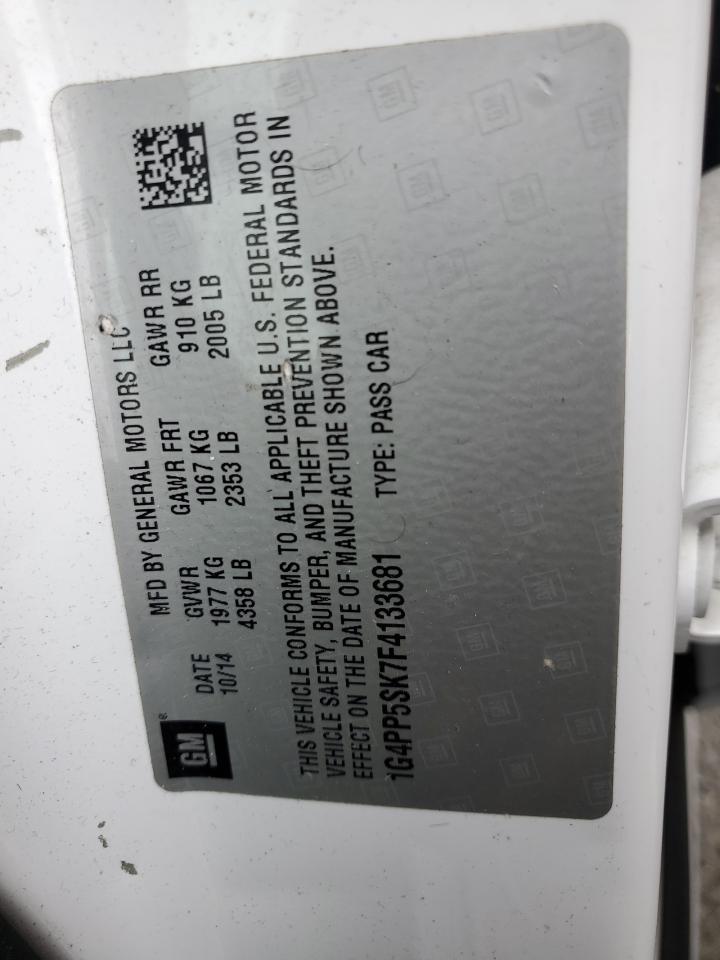 GM ®
MFD BY GENERAL MOTORS LLC
DATE GVWR GAWR FRT GAWR RR
10/14 1977 KG 1067 KG 910 KG
4358 LB 2353 LB 2005 LB
THIS VEHICLE CONFORMS TO ALL APPLICABLE U.S. FEDERAL MOTOR
VEHICLE SAFETY, BUMPER, AND THEFT PREVENTION STANDARDS IN
EFFECT ON THE DATE OF MANUFACTURE SHOWN ABOVE.
1G4PP5SK7F4133681 TYPE: PASS CAR